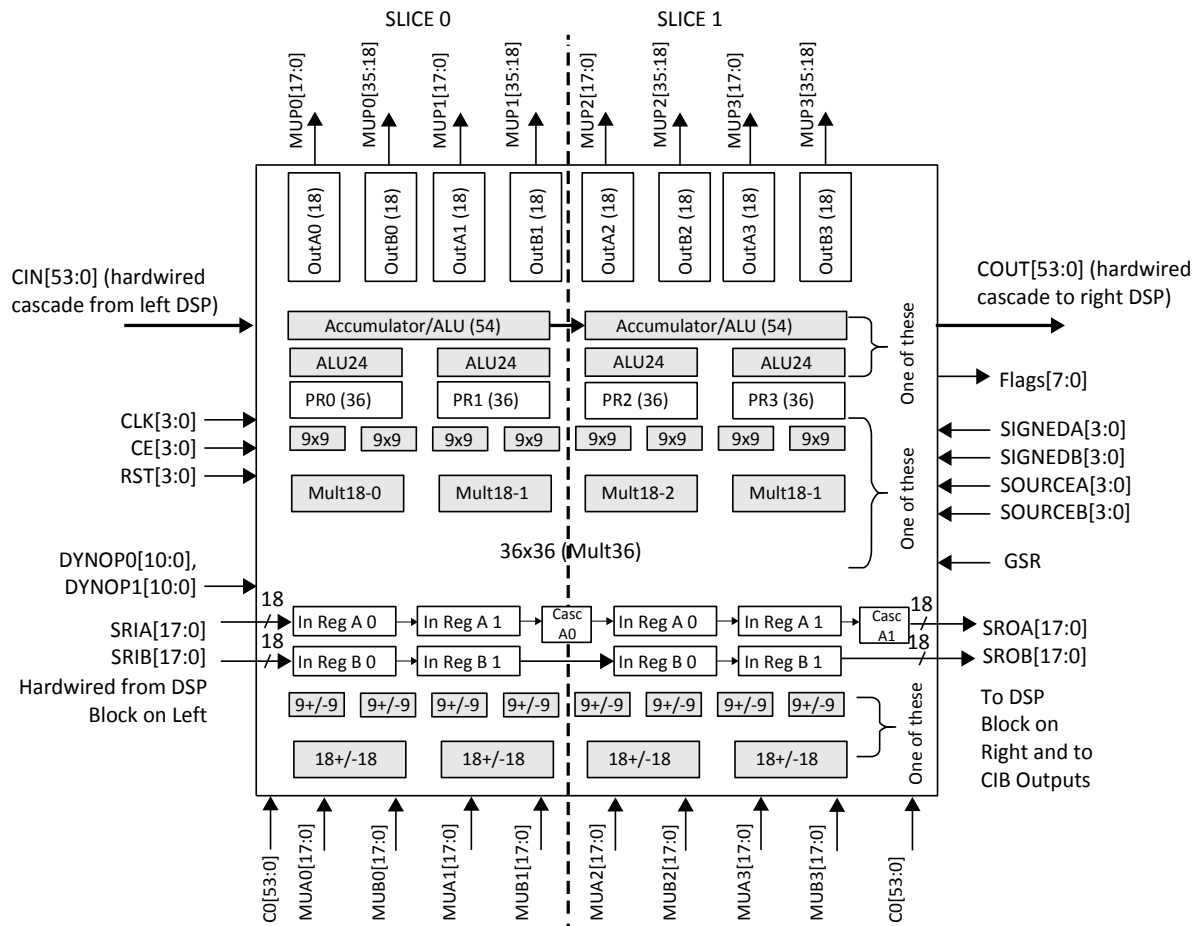 SLICE 0
SLICE 1
MUP0[17:0]
MUP0[35:18]
MUP1[17:0]
MUP1[35:18]
MUP2[17:0]
MUP2[35:18]
MUP3[17:0]
MUP3[35:18]
OutA0 (18)
OutB0 (18)
OutA1 (18)
OutB1 (18)
OutA2 (18)
OutB2 (18)
OutA3 (18)
OutB3 (18)
CIN[53:0] (hardwired
cascade from left DSP)
COUT[53:0] (hardwired
cascade to right DSP)
Accumulator/ALU (54)
Accumulator/ALU (54)
One of these
ALU24
ALU24
ALU24
ALU24
Flags[7:0]
PR0 (36)
PR1 (36)
PR2 (36)
PR3 (36)
CLK[3:0]
CE[3:0]
RST[3:0]
9x9
9x9
9x9
9x9
9x9
9x9
9x9
9x9
SIGNEDA[3:0]
SIGNEDB[3:0]
SOURCEA[3:0]
SOURCEB[3:0]
One of these
Mult18-0
Mult18-1
Mult18-2
Mult18-1
36x36 (Mult36)
GSR
DYNOP0[10:0],
DYNOP1[10:0]
18
SRIA[17:0]
In Reg A 0
In Reg A 1
Casc
A0
In Reg A 0
In Reg A 1
Casc
A1
18
SROA[17:0]
18
SRIB[17:0]
In Reg B 0
In Reg B 1
In Reg B 0
In Reg B 1
18
SROB[17:0]
Hardwired from DSP
Block on Left
9+/-9
9+/-9
9+/-9
9+/-9
9+/-9
9+/-9
9+/-9
9+/-9
One of these
To DSP
Block on
Right and to
CIB Outputs
18+/-18
18+/-18
18+/-18
18+/-18
C0[53:0]
MUA0[17:0]
MUB0[17:0]
MUA1[17:0]
MUB1[17:0]
MUA2[17:0]
MUB2[17:0]
MUA3[17:0]
MUB3[17:0]
C0[53:0]